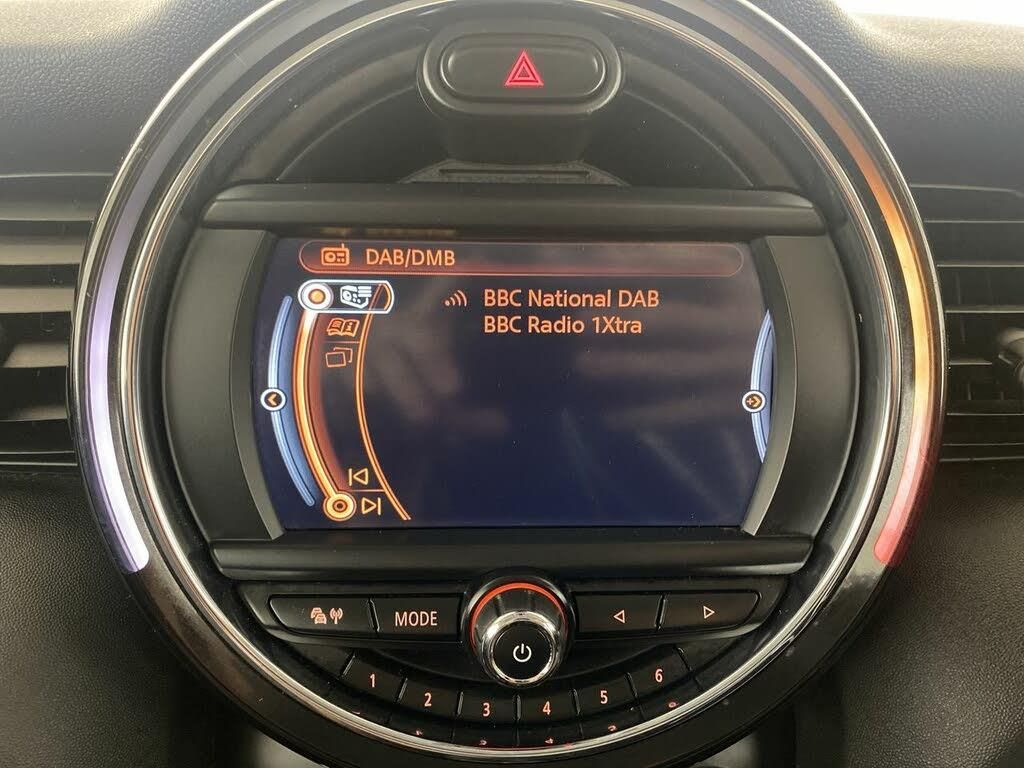 DAB/DMB
BBC National DAB
BBC Radio 1Xtra
MODE
1 2 3 4 5 6